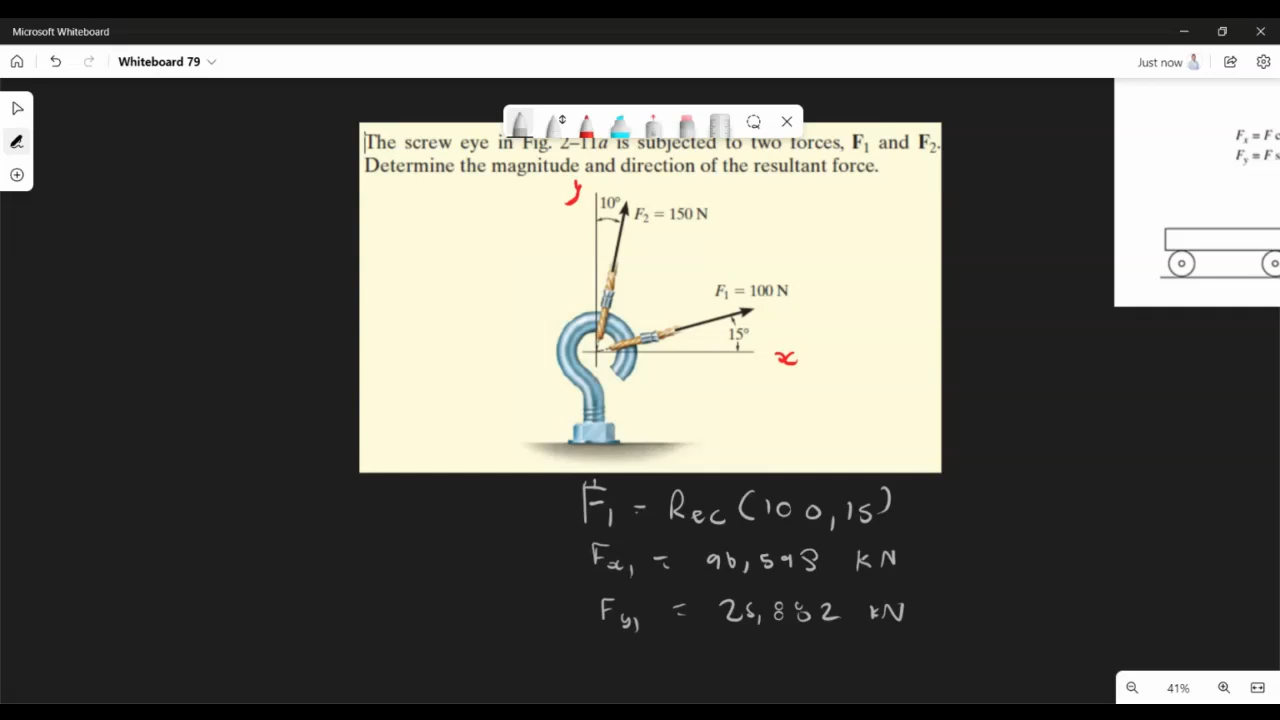 Microsoft Whiteboard
Whiteboard 79
Just now
The screw eye in Fig. 2–11a is subjected to two forces, F₁ and F₂.
Determine the magnitude and direction of the resultant force.
y
10°
F₂ = 150 N
F₁ = 100 N
15°
x
Fₓ = F
Fᵧ = F s
F₁ = Rec(100,15)
Fx₁ = 96,593 kN
Fy₁ = 25,882 kN
41%